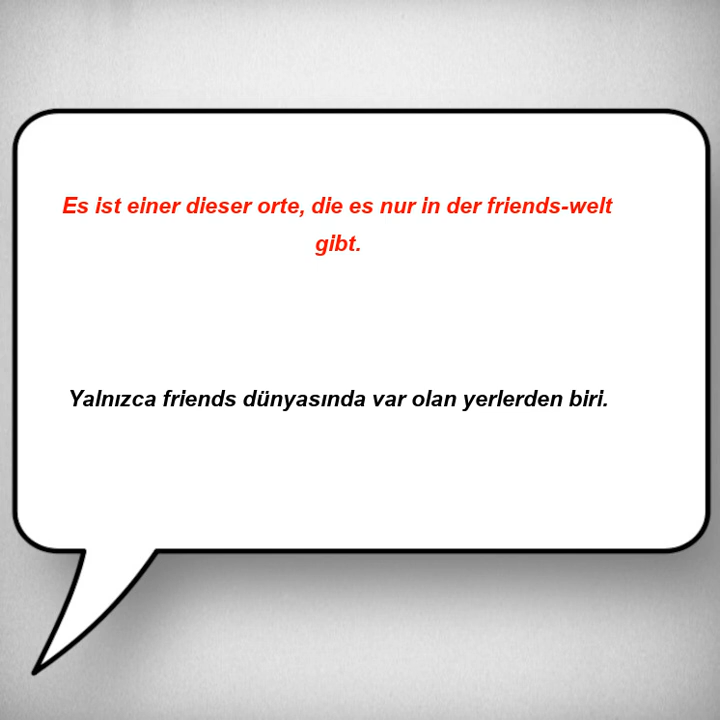 Es ist einer dieser orte, die es nur in der friends-welt
gibt.
Yalnızca friends dünyasında var olan yerlerden biri.